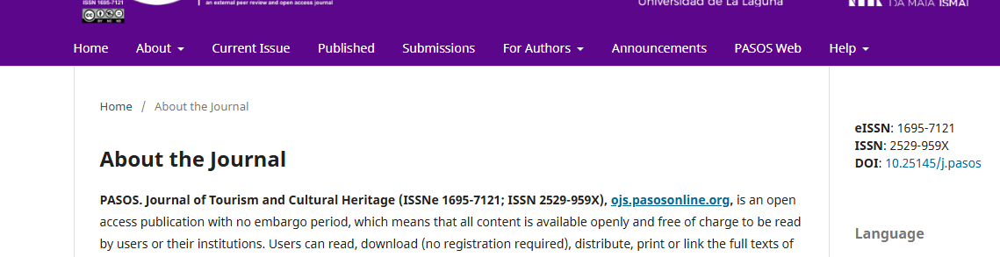 ISSN 1695-7121
an external peer review and open access journal
Universidad de La Laguna
DA MAIA ISMAI
Home About Current Issue Published Submissions For Authors Announcements PASOS Web Help
Home / About the Journal
About the Journal
PASOS. Journal of Tourism and Cultural Heritage (ISSNe 1695-7121; ISSN 2529-959X), ojs.pasosonline.org, is an open
access publication with no embargo period, which means that all content is available openly and free of charge to be read
by users or their institutions. Users can read, download (no registration required), distribute, print or link the full texts of
eISSN: 1695-7121
ISSN: 2529-959X
DOI: 10.25145/j.pasos
Language